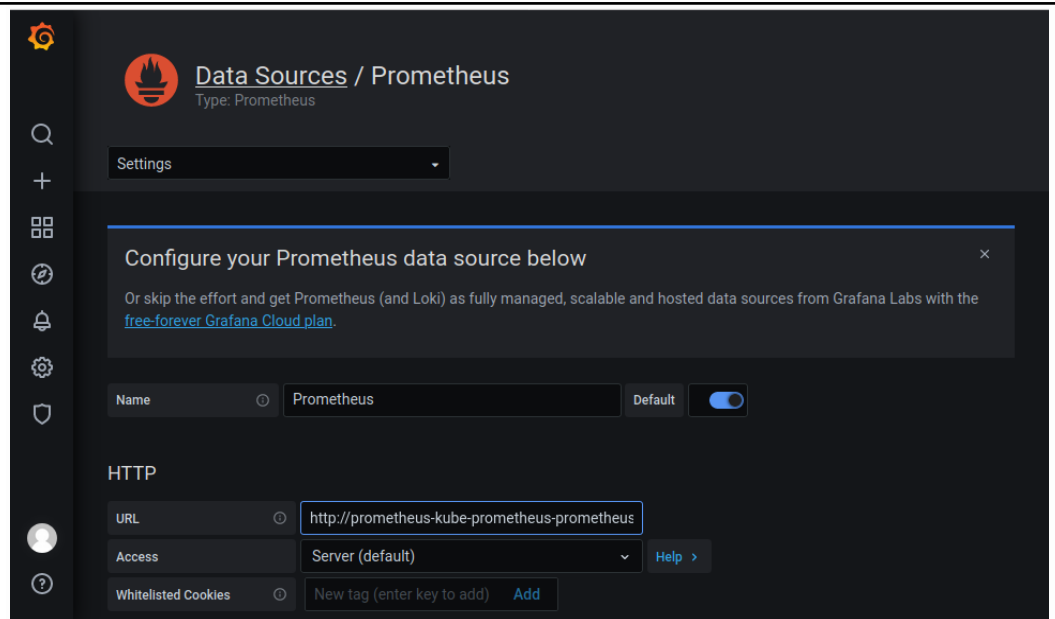 Data Sources / Prometheus
Type: Prometheus
Settings
Configure your Prometheus data source below
Or skip the effort and get Prometheus (and Loki) as fully managed, scalable and hosted data sources from Grafana Labs with the
free-forever Grafana Cloud plan.
Name Prometheus Default
HTTP
URL http://prometheus-kube-prometheus-prometheus
Access Server (default) Help >
Whitelisted Cookies New tag (enter key to add) Add